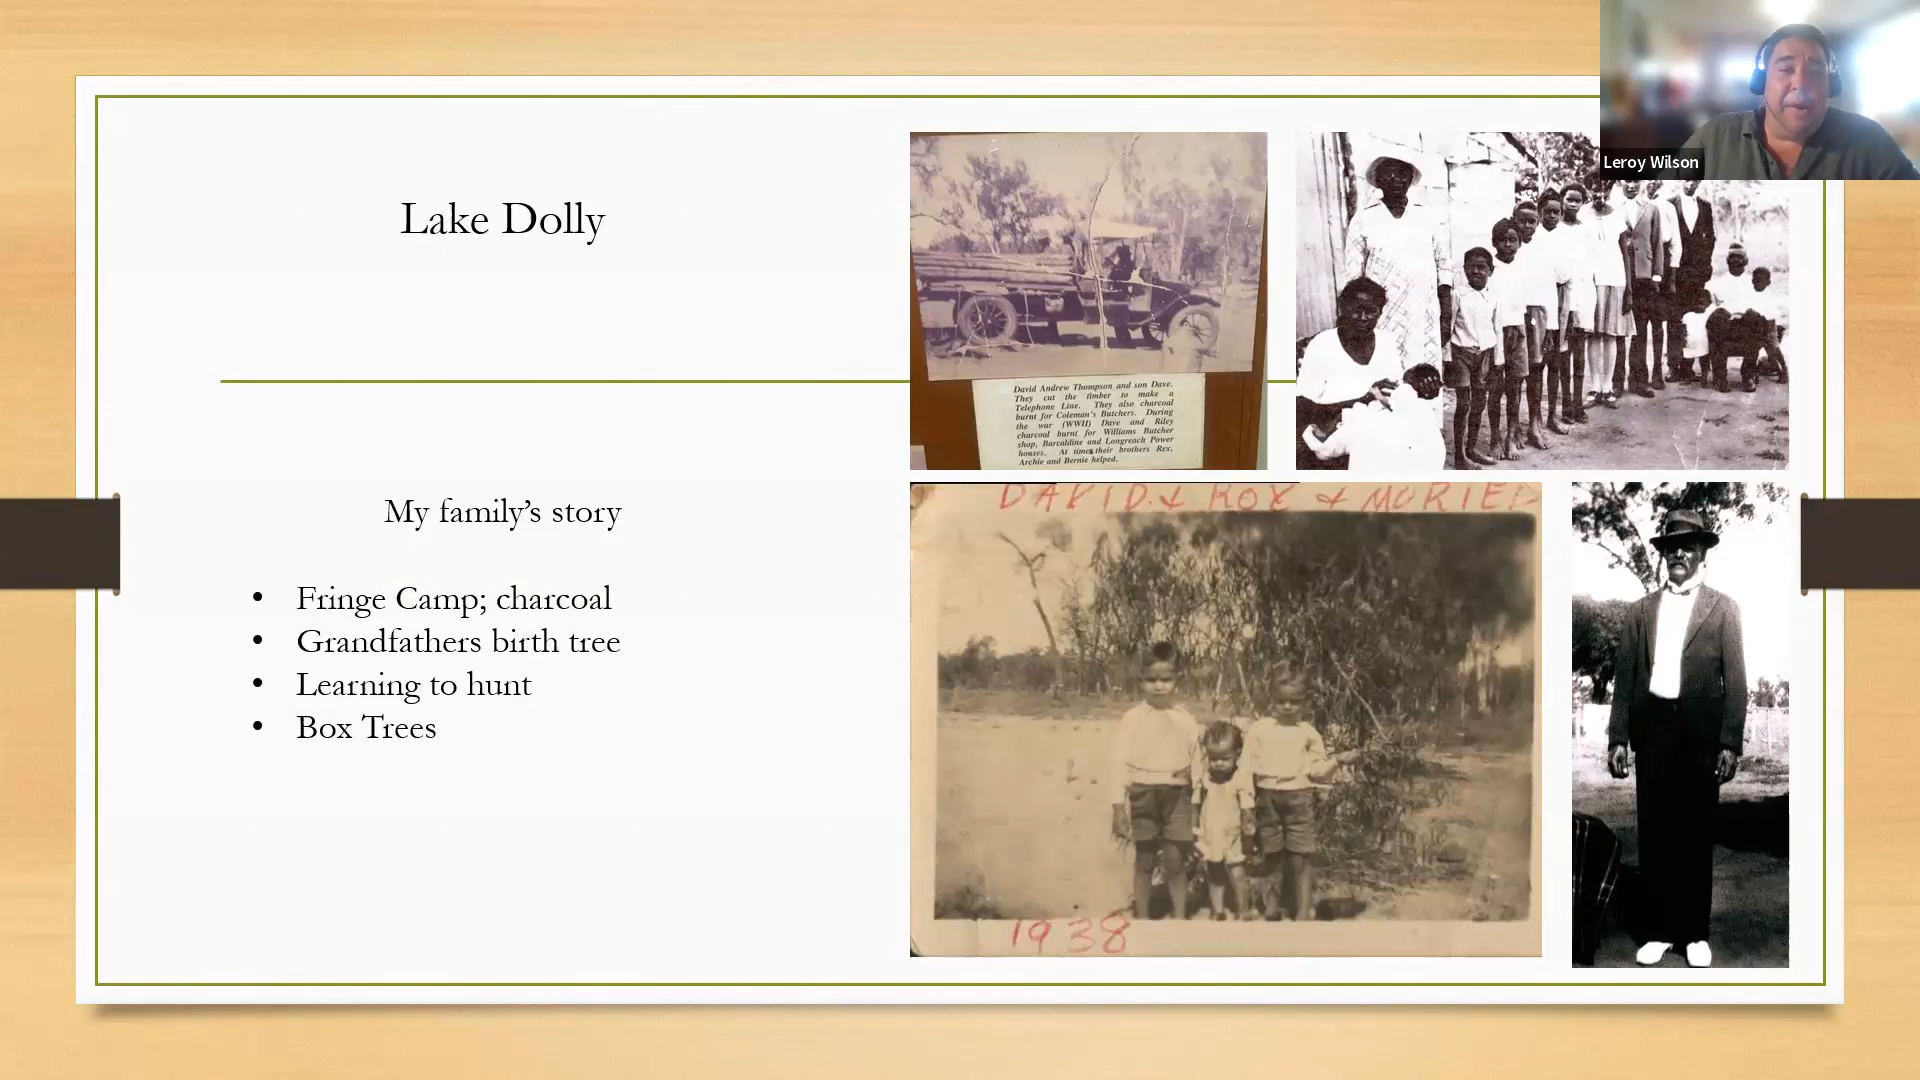 Lake Dolly
My family’s story
• Fringe Camp; charcoal
• Grandfathers birth tree
• Learning to hunt
• Box Trees
David Andrew Thompson and son Dave.
They cut the timber to make a
Telephone Line. They also charcoal
burnt for Coleman's Butchers. During
the war (WWII) Dave and Riley
charcoal burnt for Williams Butcher
shop, Barcaldine and Longreach Power
houses. At times their brothers Rex,
Archie and Bernie helped.
DAVID & ROY & MURIEL
1938
Leroy Wilson